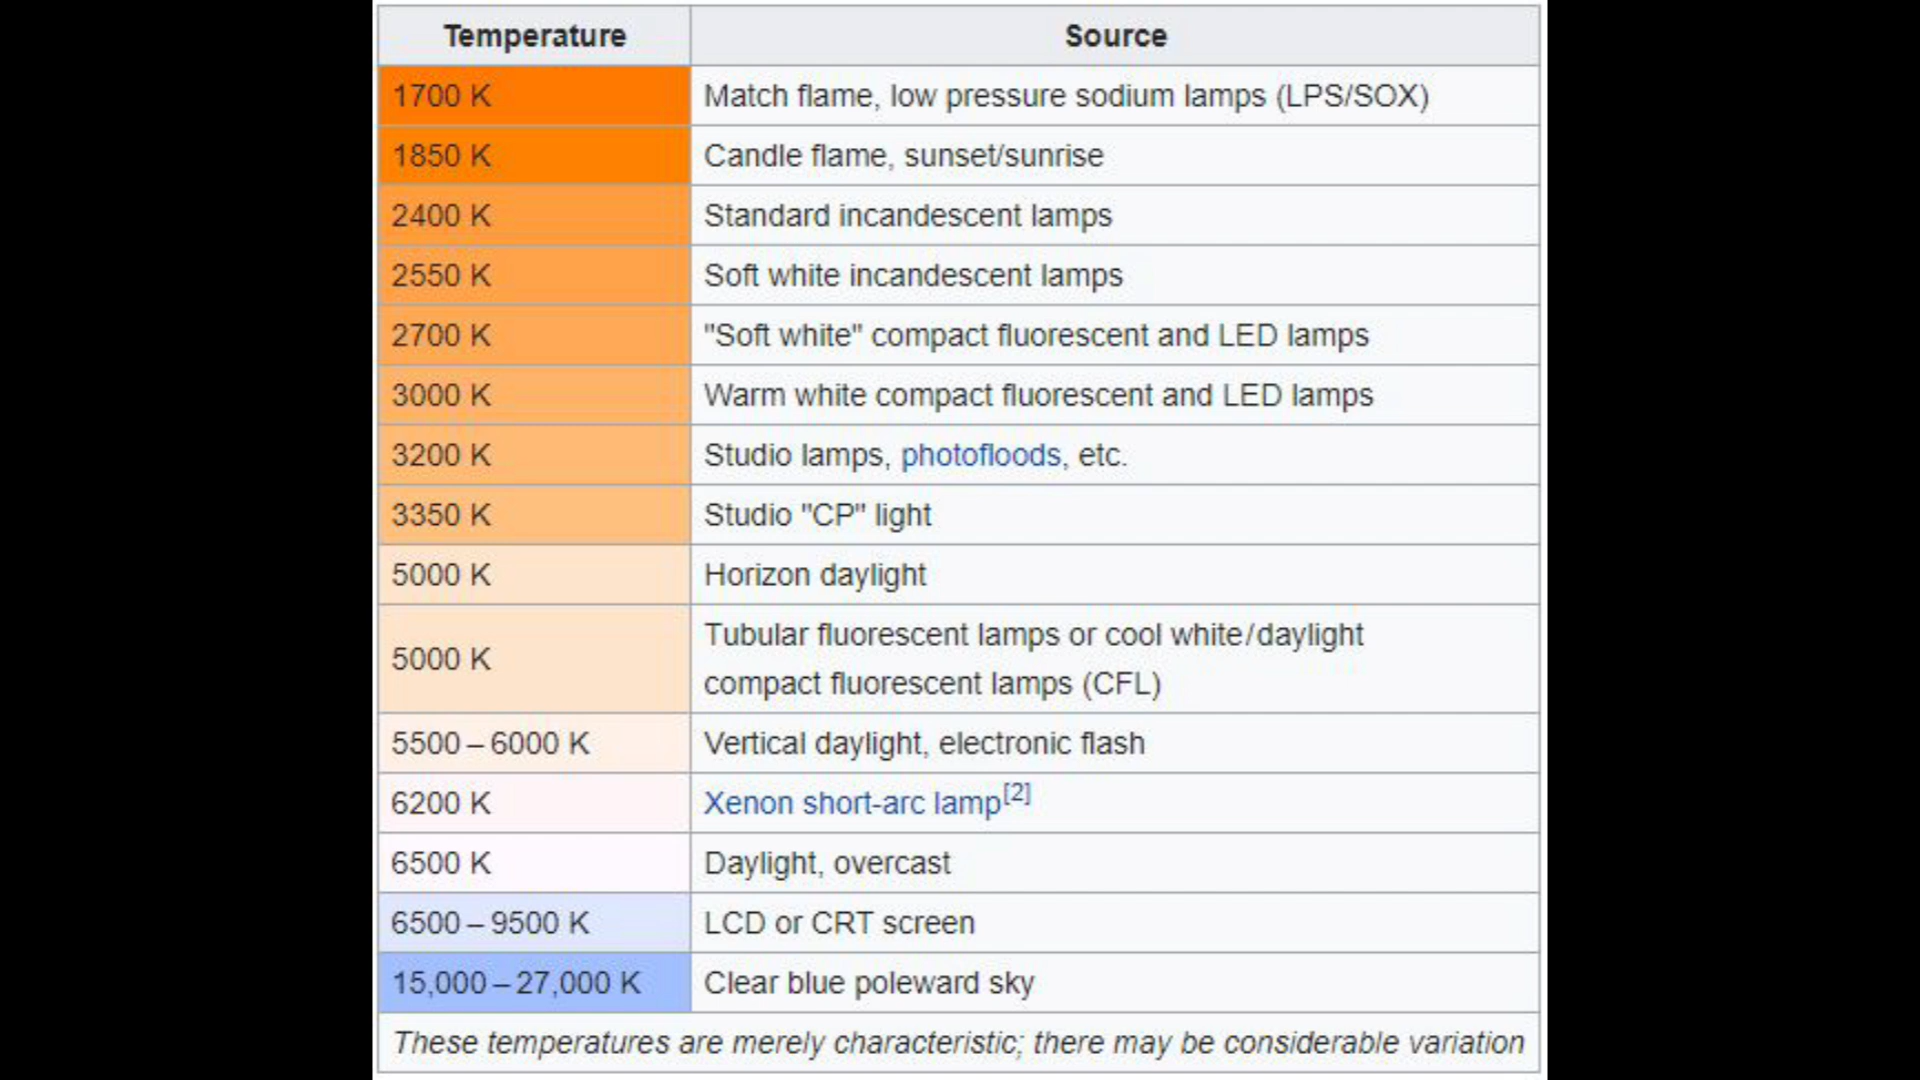 Temperature Source
1700 K Match flame, low pressure sodium lamps (LPS/SOX)
1850 K Candle flame, sunset/sunrise
2400 K Standard incandescent lamps
2550 K Soft white incandescent lamps
2700 K "Soft white" compact fluorescent and LED lamps
3000 K Warm white compact fluorescent and LED lamps
3200 K Studio lamps, photofloods, etc.
3350 K Studio "CP" light
5000 K Horizon daylight
5000 K Tubular fluorescent lamps or cool white/daylight
compact fluorescent lamps (CFL)
5500 – 6000 K Vertical daylight, electronic flash
6200 K Xenon short-arc lamp[2]
6500 K Daylight, overcast
6500 – 9500 K LCD or CRT screen
15,000 – 27,000 K Clear blue poleward sky
These temperatures are merely characteristic; there may be considerable variation